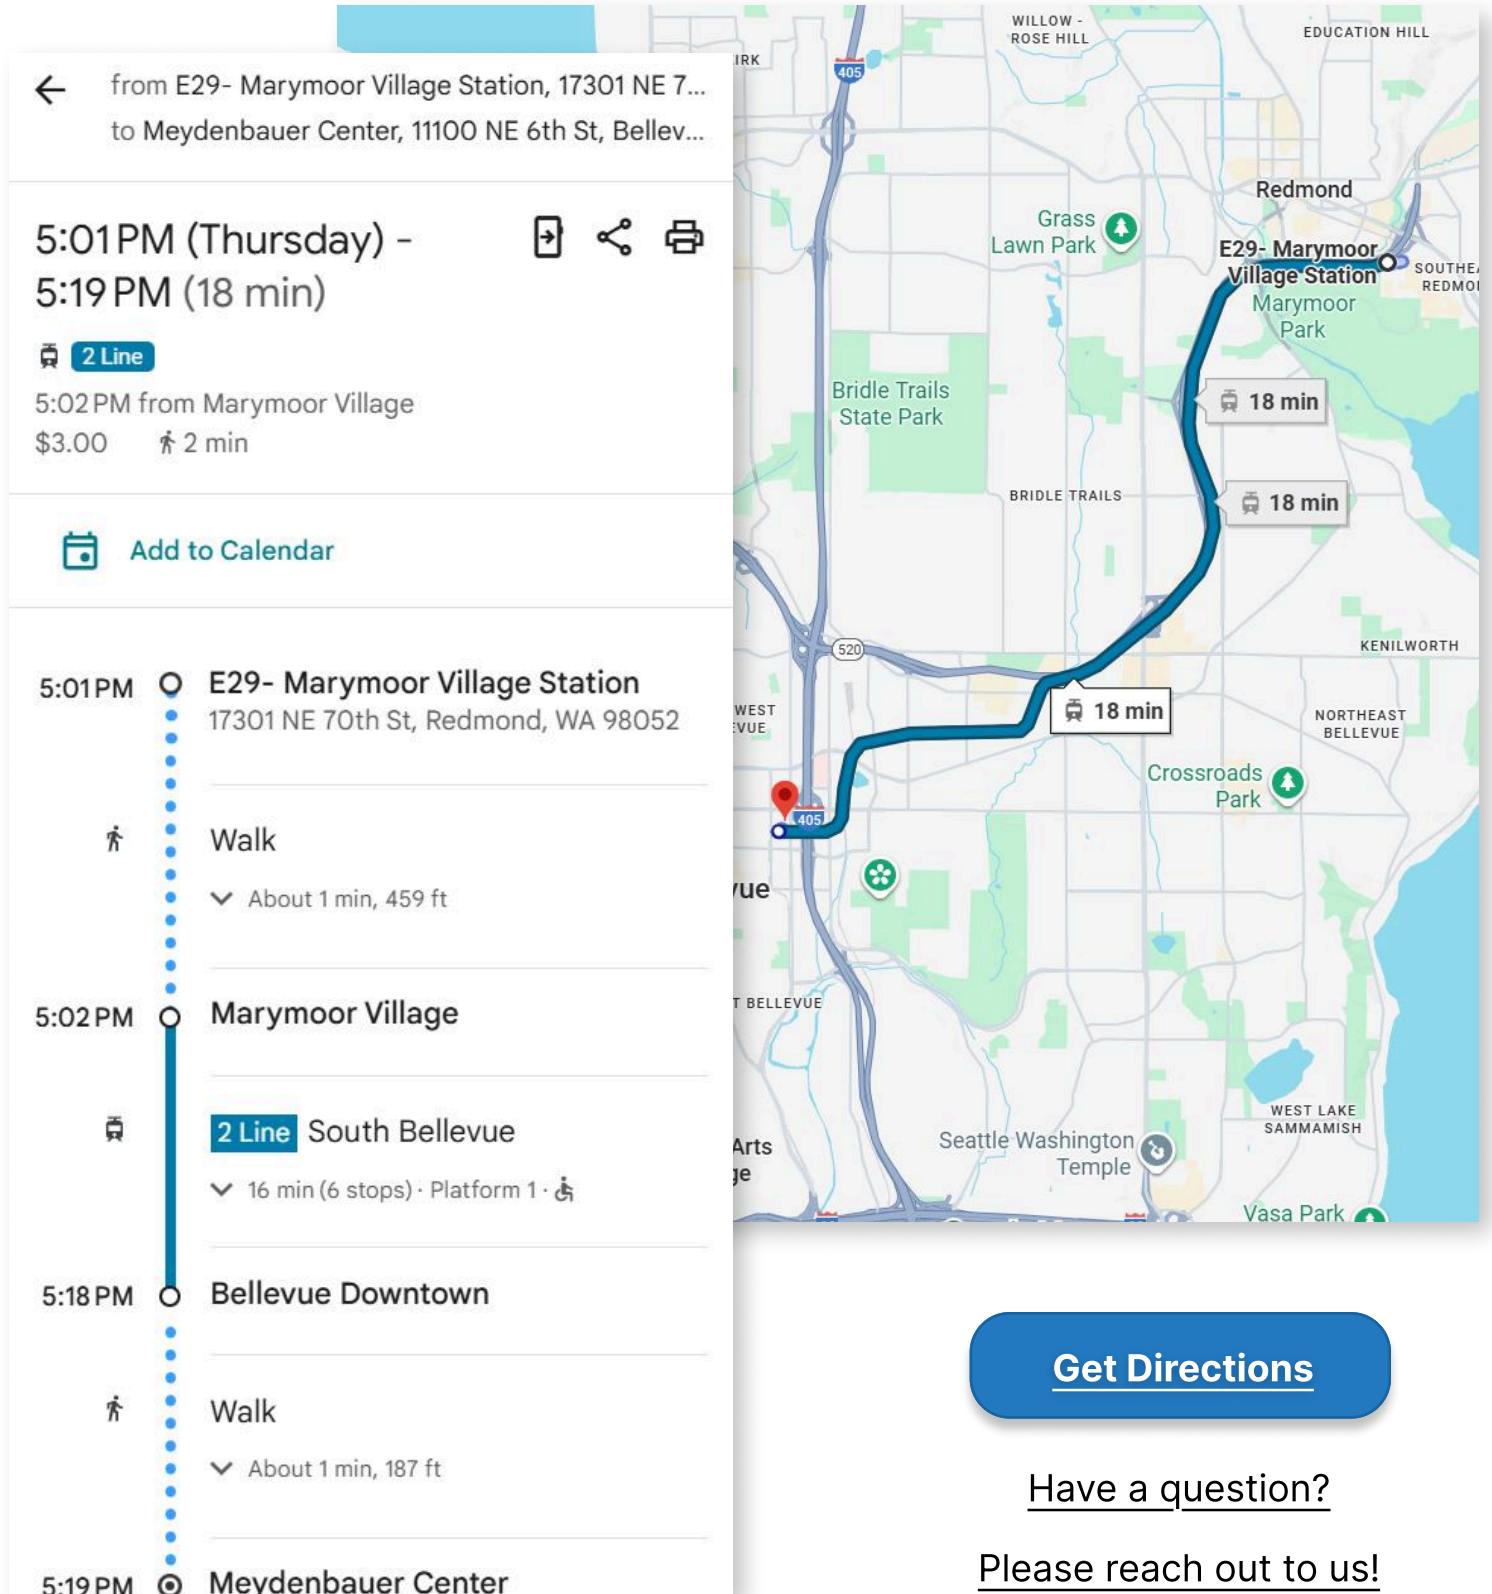 from E29- Marymoor Village Station, 17301 NE 7...
to Meydenbauer Center, 11100 NE 6th St, Bellev...
5:01 PM (Thursday) -
5:19 PM (18 min)
2 Line
5:02 PM from Marymoor Village
$3.00 2 min
Add to Calendar
5:01 PM E29- Marymoor Village Station
17301 NE 70th St, Redmond, WA 98052
Walk
About 1 min, 459 ft
5:02 PM Marymoor Village
2 Line South Bellevue
16 min (6 stops) · Platform 1 ·
5:18 PM Bellevue Downtown
Walk
About 1 min, 187 ft
5:19 PM Meydenbauer Center
WILLOW -
ROSE HILL
EDUCATION HILL
IRK
405
Redmond
Grass
Lawn Park
E29- Marymoor
Village Station
SOUTHEA
REDMO
Marymoor
Park
Bridle Trails
State Park
18 min
BRIDLE TRAILS
18 min
520
KENILWORTH
WEST
EVUE
18 min
NORTHEAST
BELLEVUE
Crossroads
Park
405
vue
T BELLEVUE
WEST LAKE
SAMMAMISH
Arts
ge
Seattle Washington
Temple
Vasa Park
Get Directions
Have a question?
Please reach out to us!